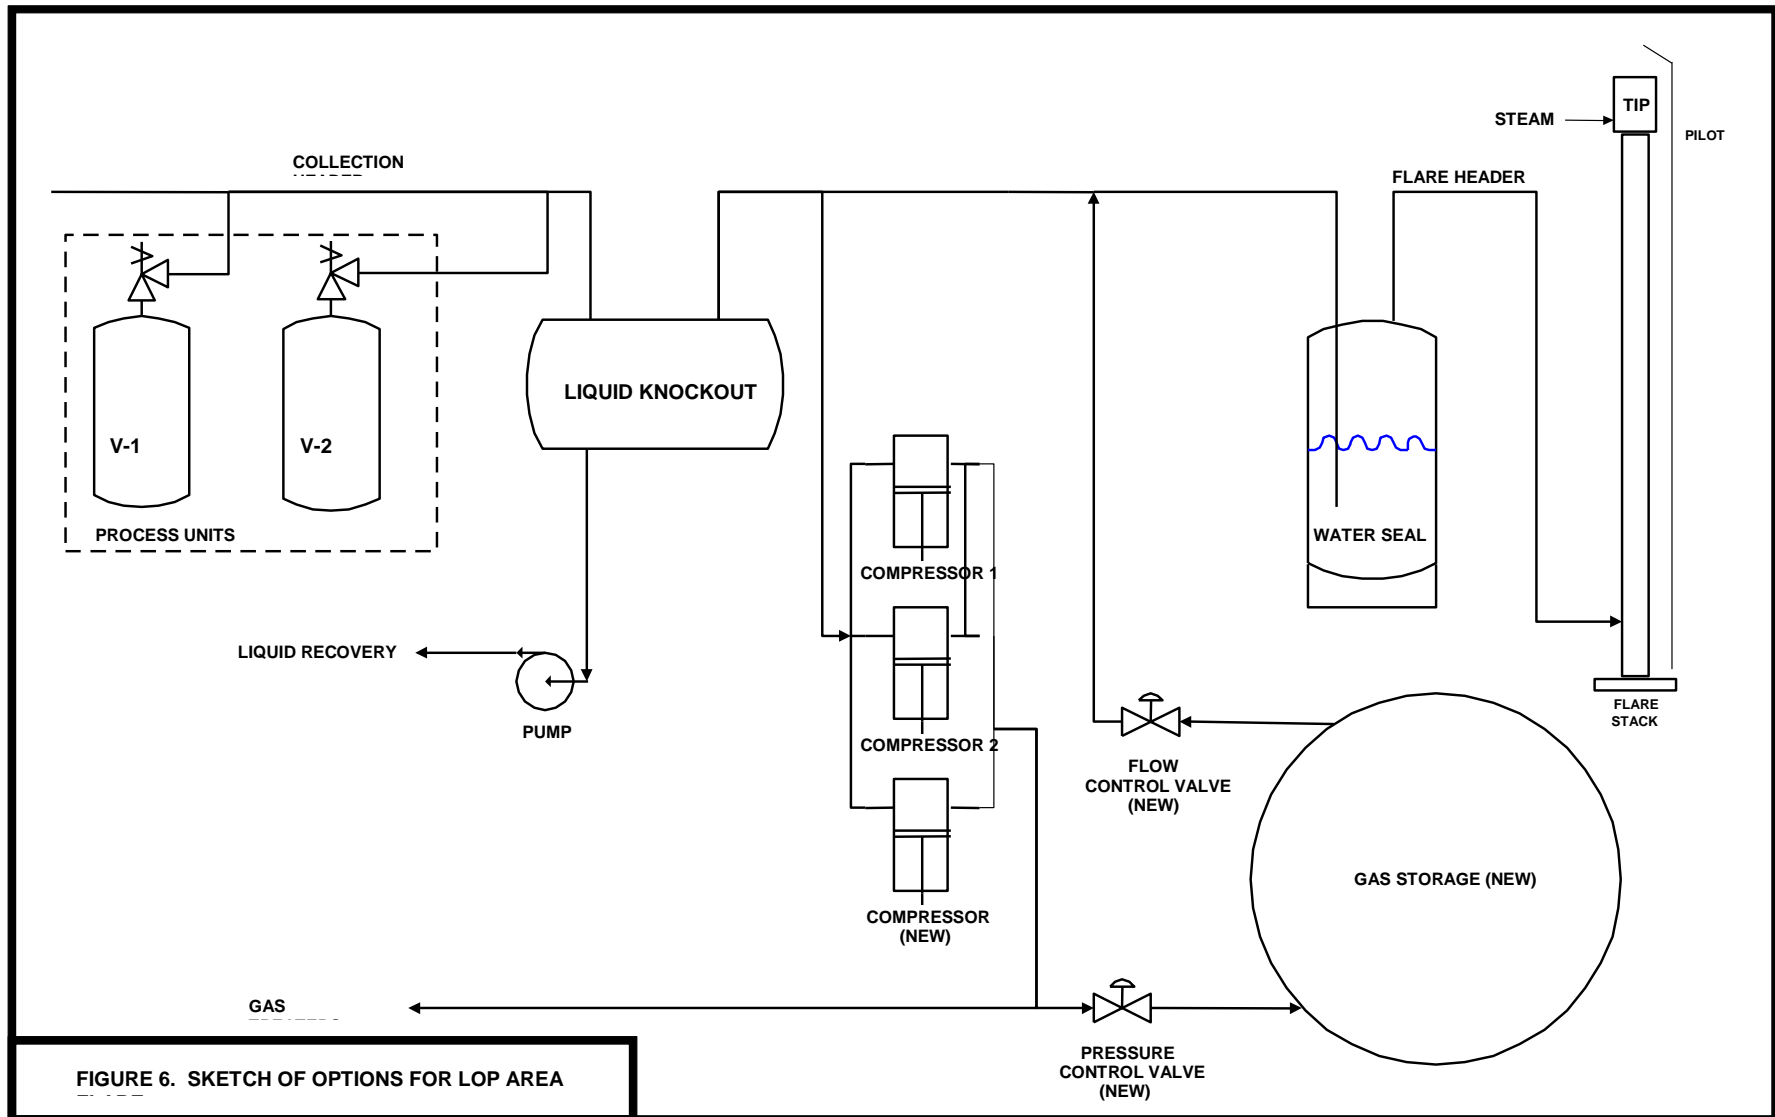 COLLECTION
STEAM
TIP
PILOT
FLARE HEADER
LIQUID KNOCKOUT
V-1
V-2
PROCESS UNITS
WATER SEAL
COMPRESSOR 1
LIQUID RECOVERY
PUMP
COMPRESSOR 2
FLARE
STACK
FLOW
CONTROL VALVE
(NEW)
GAS STORAGE (NEW)
COMPRESSOR
(NEW)
GAS
PRESSURE
CONTROL VALVE
(NEW)
FIGURE 6.  SKETCH OF OPTIONS FOR LOP AREA